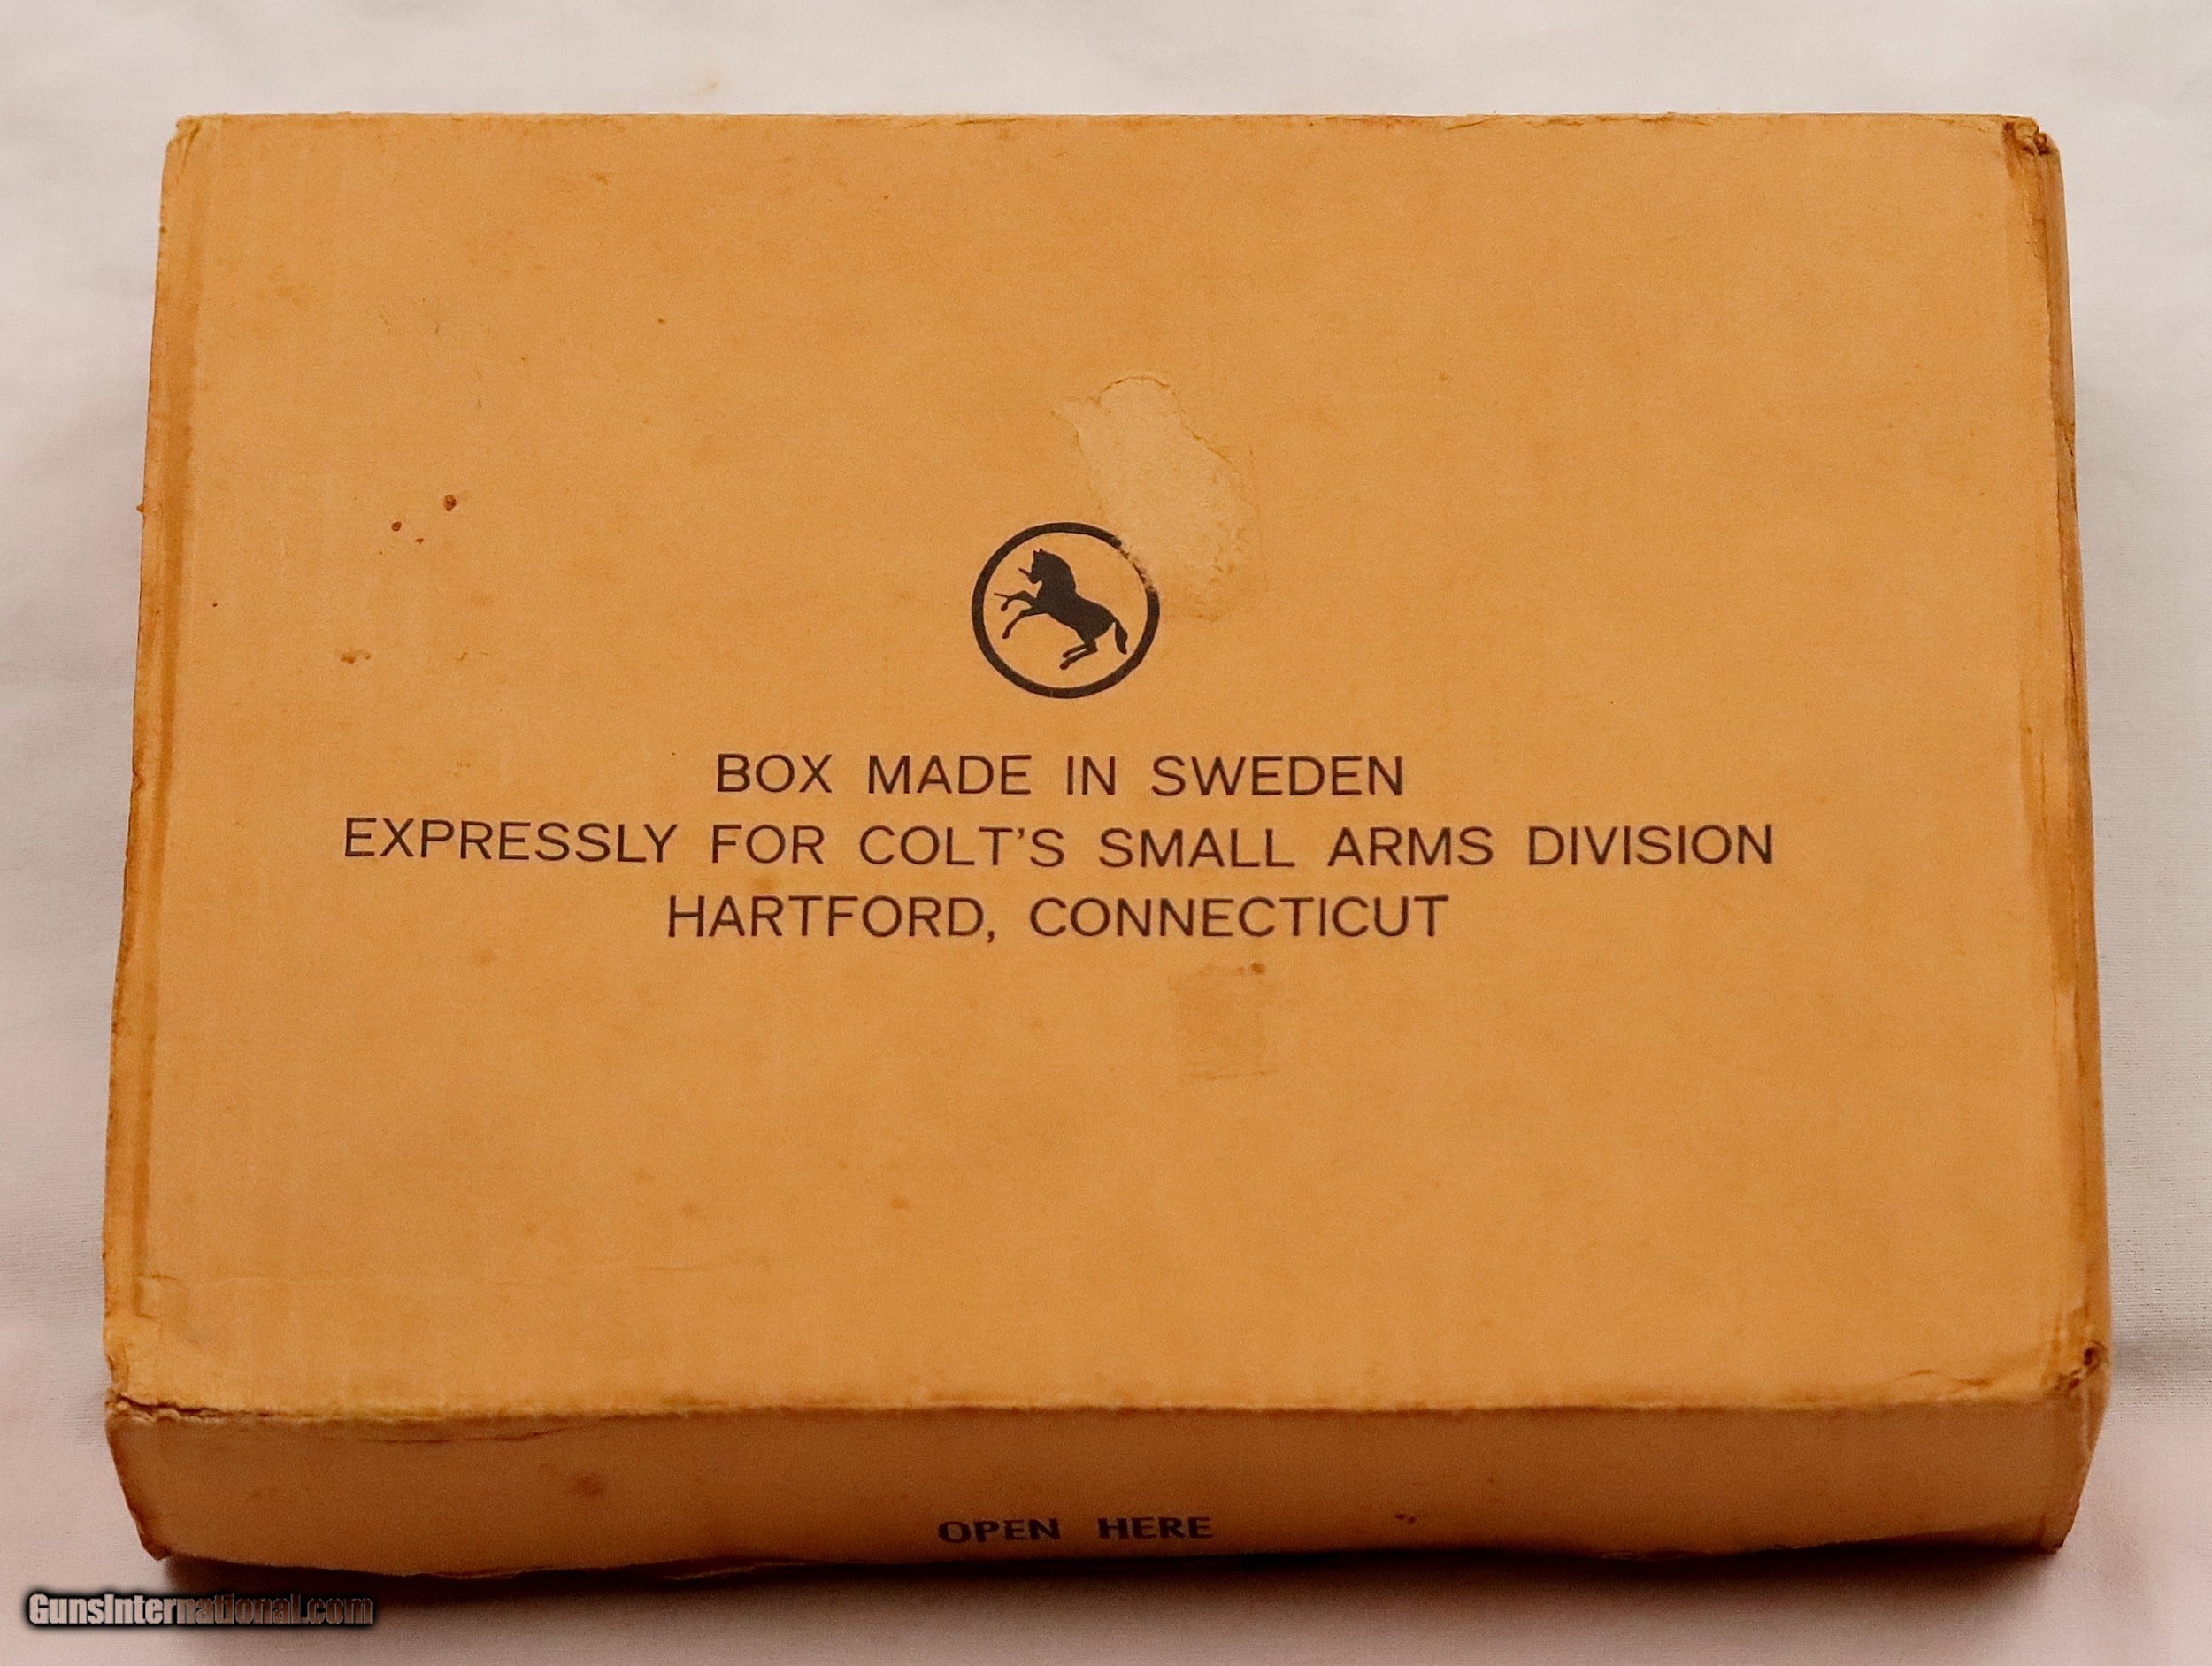 BOX MADE IN SWEDEN
EXPRESSLY FOR COLT'S SMALL ARMS DIVISION
HARTFORD, CONNECTICUT
OPEN HERE
GunsInternational.com